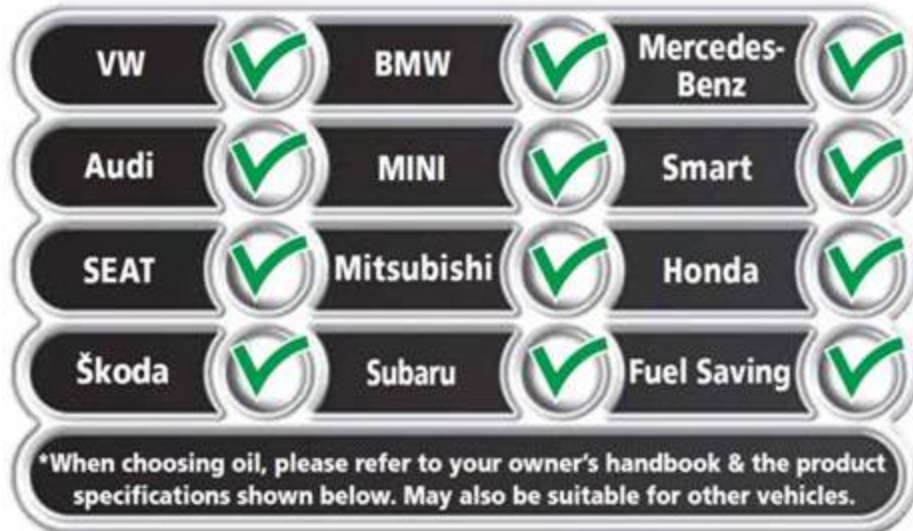 VW
BMW
Mercedes-
Benz
Audi
MINI
Smart
SEAT
Mitsubishi
Honda
Škoda
Subaru
Fuel Saving
*When choosing oil, please refer to your owner's handbook & the product
specifications shown below. May also be suitable for other vehicles.